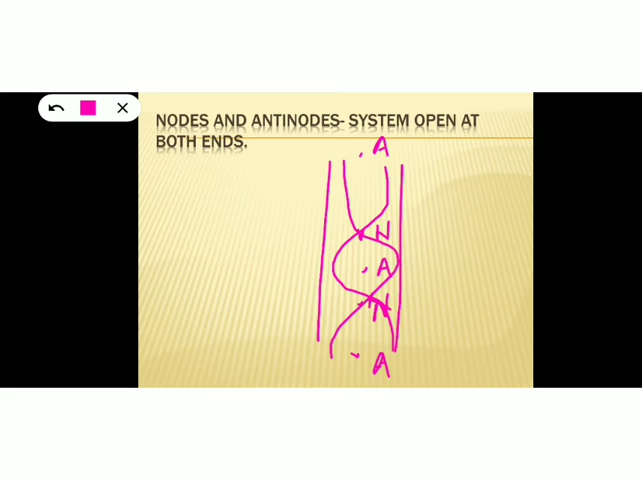 NODES AND ANTINODES- SYSTEM OPEN AT
BOTH ENDS.
A
N
A
N
A